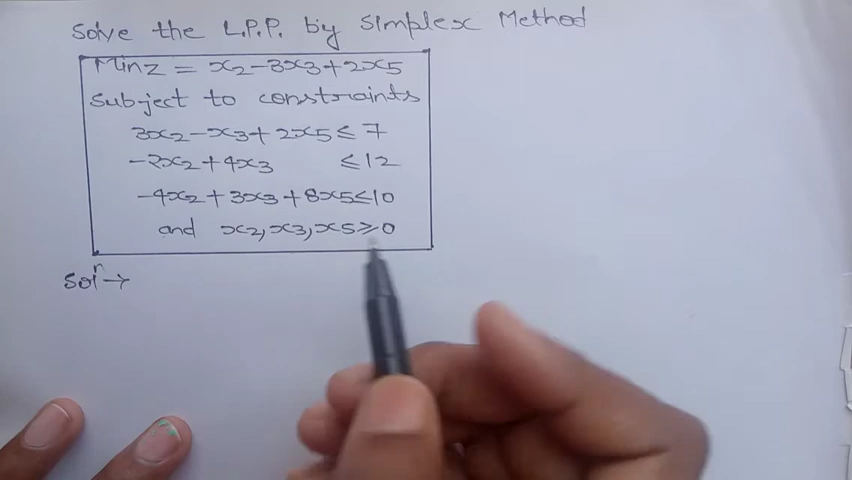 Solve the L.P.P. by Simplex Method
Min z = x2 - 3x3 + 2x5
Subject to constraints
3x2 - x3 + 2x5 ≤ 7
-2x2 + 4x3 ≤ 12
-4x2 + 3x3 + 8x5 ≤ 10
and x2, x3, x5 ≥ 0
Solⁿ →